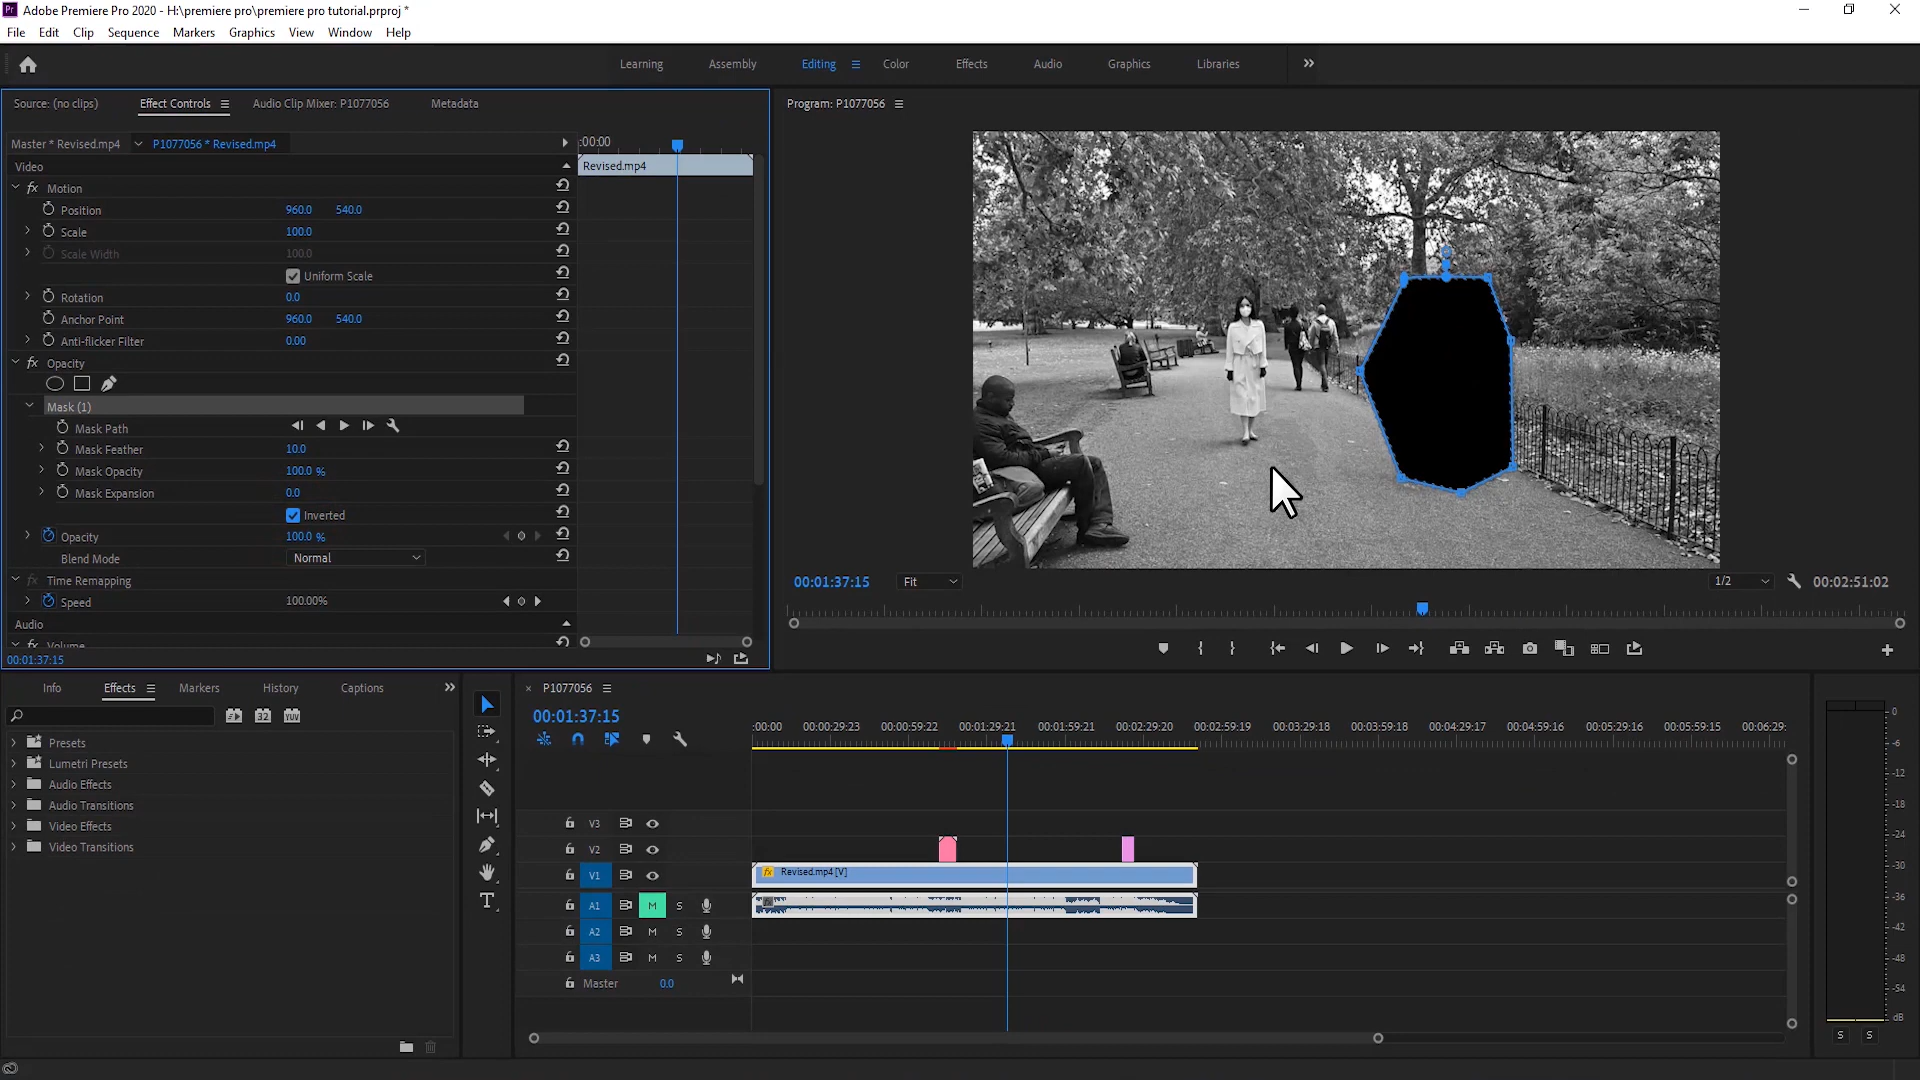 Adobe Premiere Pro 2020 - H:\premiere pro\premiere pro tutorial.prproj *
File Edit Clip Sequence Markers Graphics View Window Help
Learning Assembly Editing Color Effects Audio Graphics Libraries
Source: (no clips) Effect Controls Audio Clip Mixer: P1077056 Metadata
Program: P1077056
Master * Revised.mp4 P1077056 * Revised.mp4
:00:00
Video
Revised.mp4
fx Motion
Position 960.0 540.0
Scale 100.0
Scale Width 100.0
Uniform Scale
Rotation 0.0
Anchor Point 960.0 540.0
Anti-flicker Filter 0.00
fx Opacity
Mask (1)
Mask Path
Mask Feather 10.0
Mask Opacity 100.0 %
Mask Expansion 0.0
Inverted
Opacity 100.0 %
Blend Mode Normal
fx Time Remapping
Speed 100.00%
Audio
fx Volume
00:01:37:15
00:01:37:15 Fit 1/2 00:02:51:02
Info Effects Markers History Captions
32 YUV
Presets
Lumetri Presets
Audio Effects
Audio Transitions
Video Effects
Video Transitions
× P1077056
00:01:37:15
:00:00 00:00:29:23 00:00:59:22 00:01:29:21 00:01:59:21 00:02:29:20 00:02:59:19 00:03:29:18 00:03:59:18 00:04:29:17 00:04:59:16 00:05:29:16 00:05:59:15 00:06:29:
V3
V2
V1
fx Revised.mp4 [V]
A1 M S
A2 M S
A3 M S
Master 0.0
0
-6
-12
-18
-24
-30
-36
-42
-48
-54
dB
S S